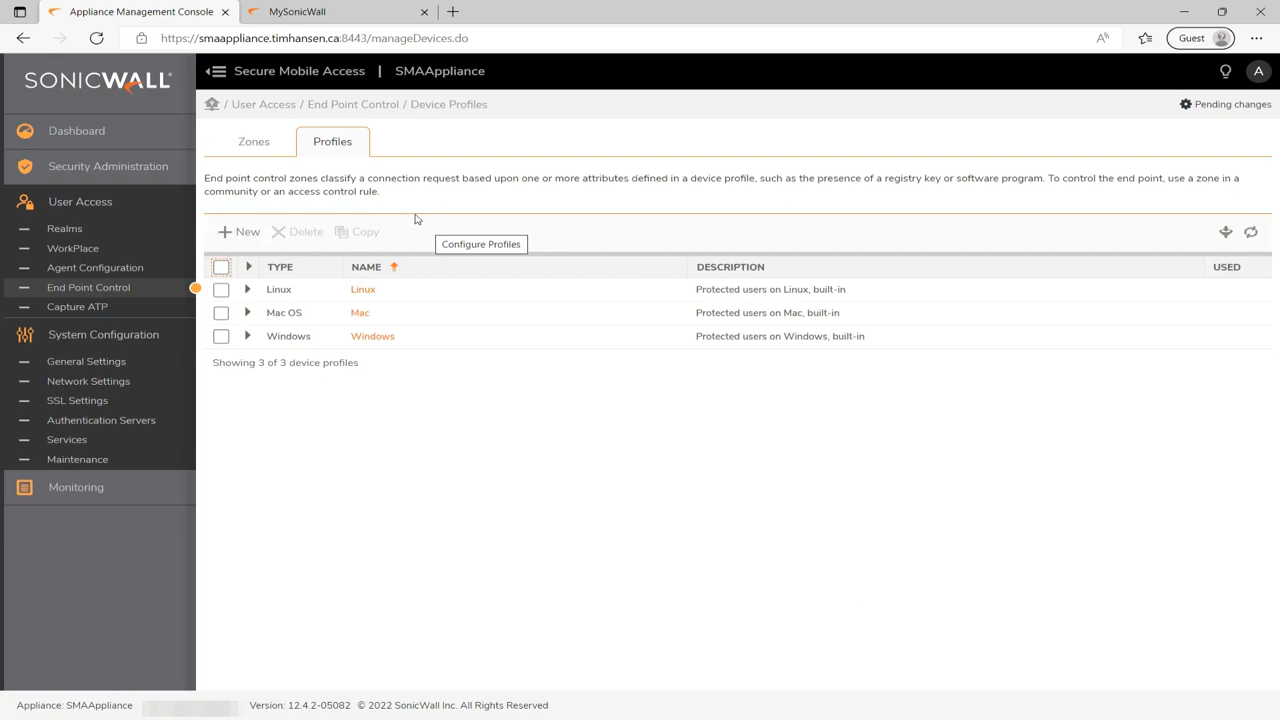 Appliance Management Console
MySonicWall
https://smaappliance.timhansen.ca:8443/manageDevices.do
Guest
SONICWALL
Secure Mobile Access | SMAAppliance
A
/ User Access / End Point Control / Device Profiles
Pending changes
Dashboard
Security Administration
User Access
Realms
WorkPlace
Agent Configuration
End Point Control
Capture ATP
System Configuration
General Settings
Network Settings
SSL Settings
Authentication Servers
Services
Maintenance
Monitoring
Zones
Profiles
End point control zones classify a connection request based upon one or more attributes defined in a device profile, such as the presence of a registry key or software program. To control the end point, use a zone in a
community or an access control rule.
New Delete Copy
Configure Profiles
TYPE NAME DESCRIPTION USED
Linux Linux Protected users on Linux, built-in
Mac OS Mac Protected users on Mac, built-in
Windows Windows Protected users on Windows, built-in
Showing 3 of 3 device profiles
Appliance: SMAAppliance Version: 12.4.2-05082 © 2022 SonicWall Inc. All Rights Reserved